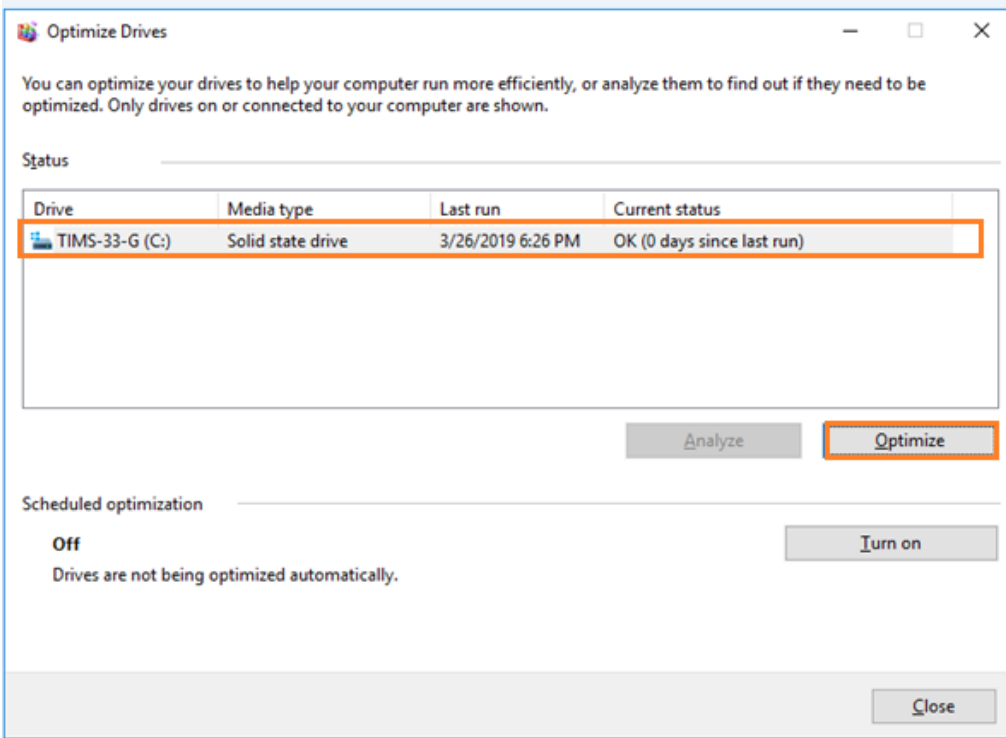 Optimize Drives
You can optimize your drives to help your computer run more efficiently, or analyze them to find out if they need to be
optimized. Only drives on or connected to your computer are shown.
Status
Drive Media type Last run Current status
TIMS-33-G (C:) Solid state drive 3/26/2019 6:26 PM OK (0 days since last run)
Analyze Optimize
Scheduled optimization
Off Turn on
Drives are not being optimized automatically.
Close